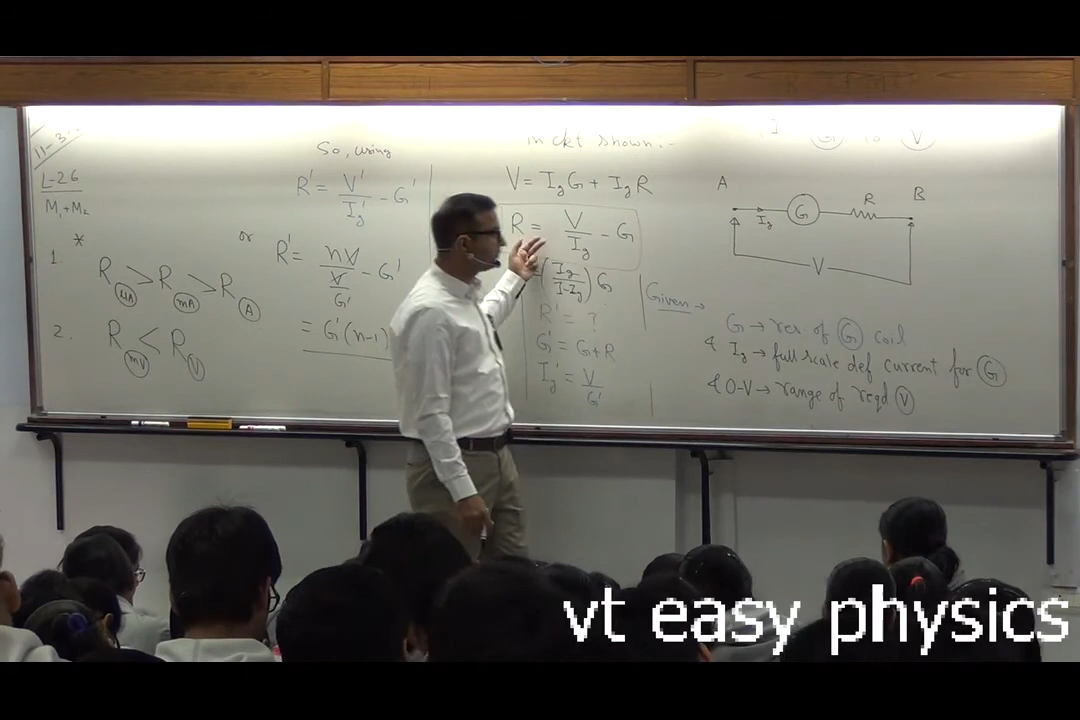 11-3
L-26
M₁+M₂
*
1. R(μA) > R(mA) > R(A)
2. R(mV) < R(V)
So, using
R' = V'/Ig' - G'
or R' = nV/(V/G') - G'
= G'(n-1)
in ckt shown:-
V = IgG + IgR
R = V/Ig - G
(Ig/(I-Ig)) G
R' = ?
G' = G+R
Ig' = V/G'
I G to V
A B
Ig G R
V
Given →
G → res. of G coil
& Ig → full scale def current for G
& 0-V → range of reqd V
vt easy physics